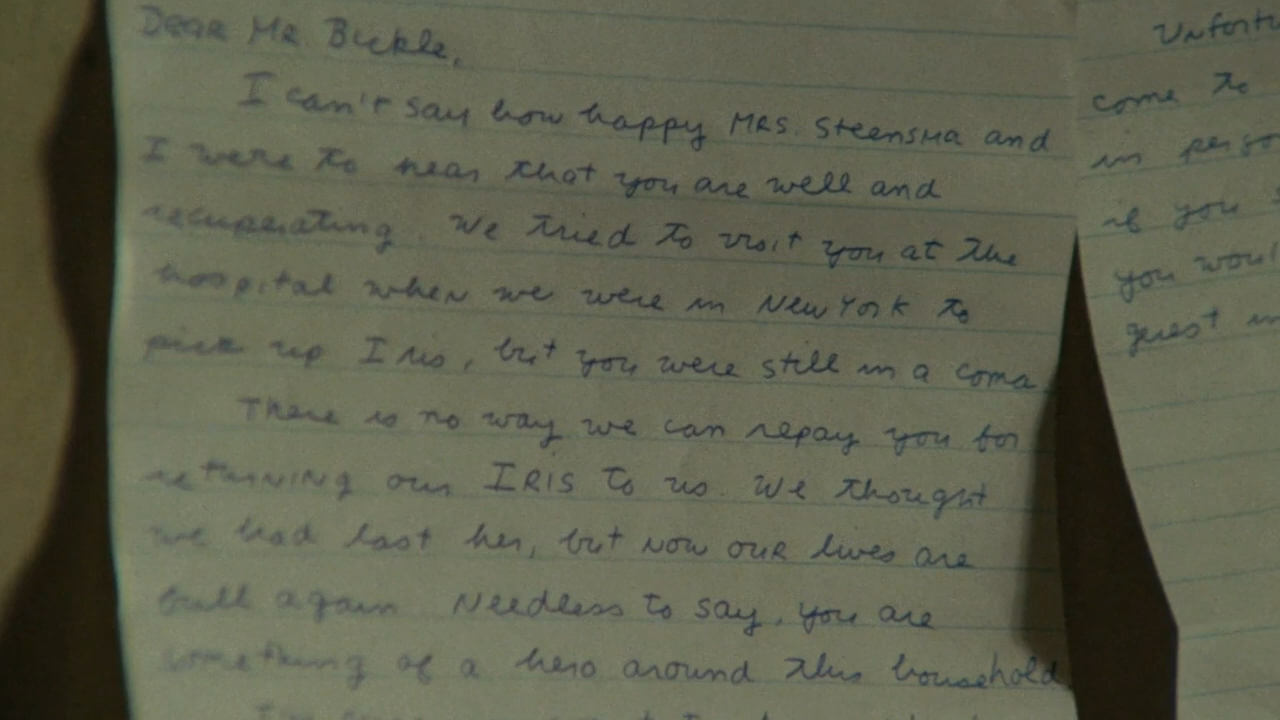 Dear Mr. Bickle,
I can't say how happy Mrs. Steensma and
I were to hear that you are well and
recuperating. We tried to visit you at the
hospital when we were in New York to
pick up Iris, but you were still in a coma
There is no way we can repay you for
returning our Iris to us. We thought
we had lost her, but now our lives are
full again Needless to say, you are
something of a hero around this household
come to
in
if you
you
guest in